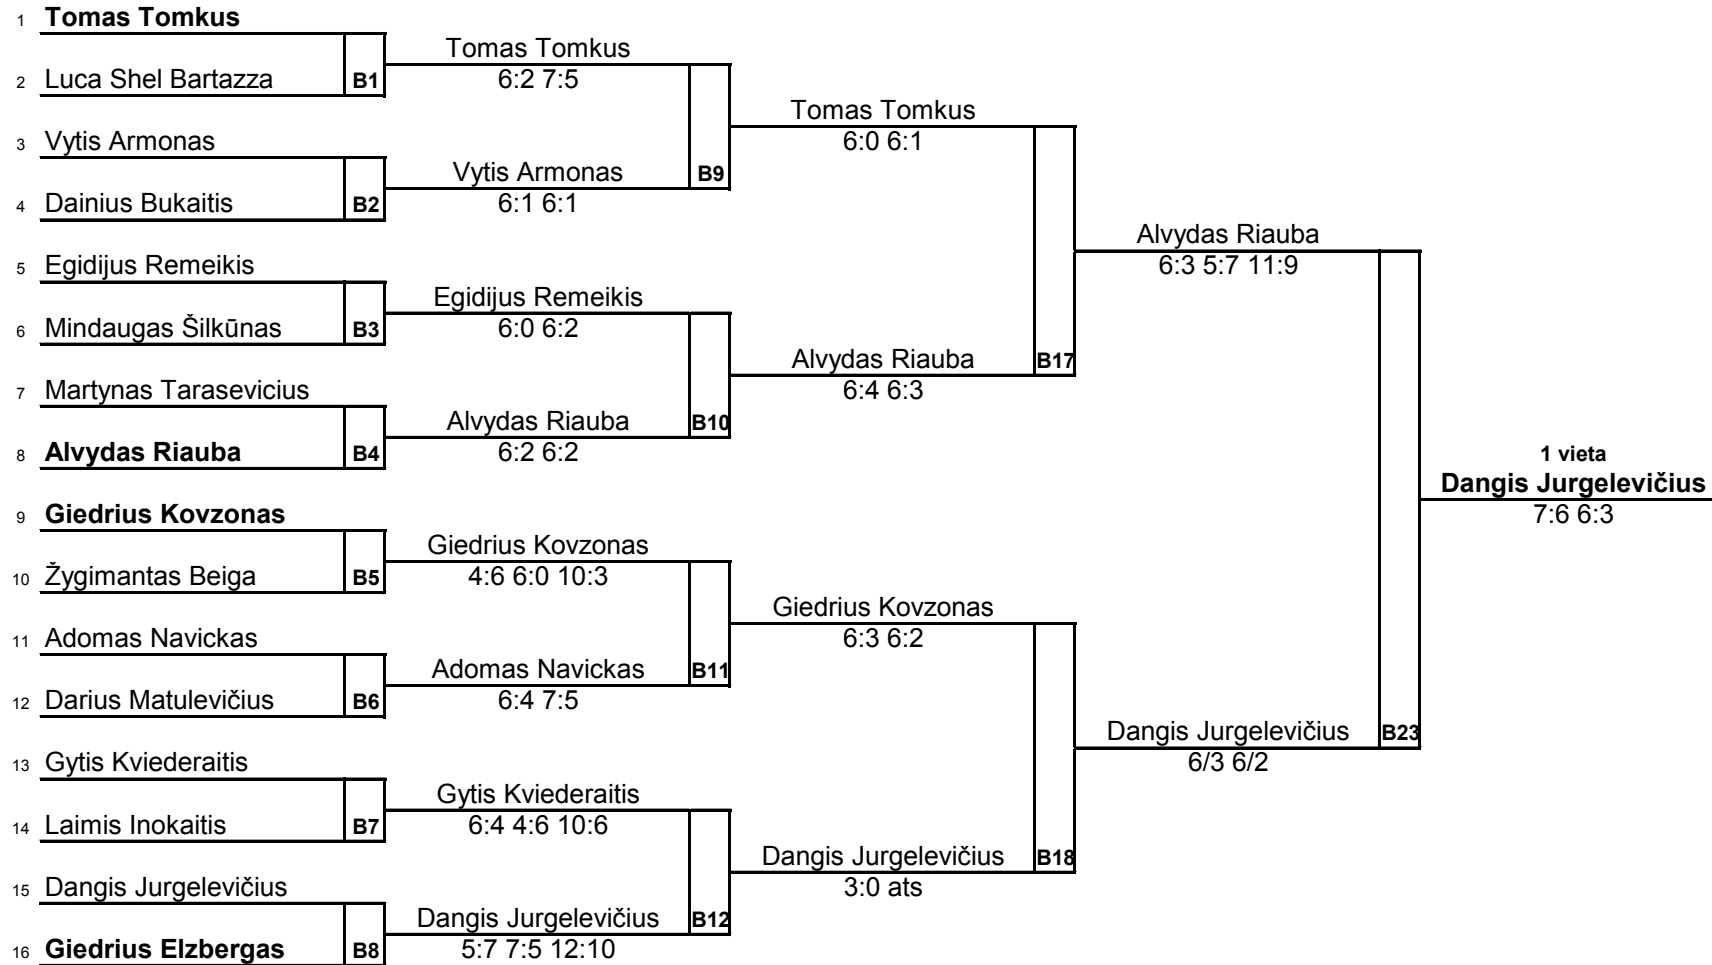 1 Tomas Tomkus
2 Luca Shel Bartazza B1
3 Vytis Armonas
4 Dainius Bukaitis B2
5 Egidijus Remeikis
6 Mindaugas Šilkūnas B3
7 Martynas Tarasevicius
8 Alvydas Riauba B4
9 Giedrius Kovzonas
10 Žygimantas Beiga B5
11 Adomas Navickas
12 Darius Matulevičius B6
13 Gytis Kviederaitis
14 Laimis Inokaitis B7
15 Dangis Jurgelevičius
16 Giedrius Elzbergas B8
Tomas Tomkus
6:2 7:5
Vytis Armonas B9
6:1 6:1
Egidijus Remeikis
6:0 6:2
Alvydas Riauba B10
6:2 6:2
Giedrius Kovzonas
4:6 6:0 10:3
Adomas Navickas B11
6:4 7:5
Gytis Kviederaitis
6:4 4:6 10:6
Dangis Jurgelevičius B12
5:7 7:5 12:10
Tomas Tomkus
6:0 6:1
Alvydas Riauba B17
6:4 6:3
Giedrius Kovzonas
6:3 6:2
Dangis Jurgelevičius B18
3:0 ats
Alvydas Riauba
6:3 5:7 11:9
Dangis Jurgelevičius B23
6/3 6/2
1 vieta
Dangis Jurgelevičius
7:6 6:3